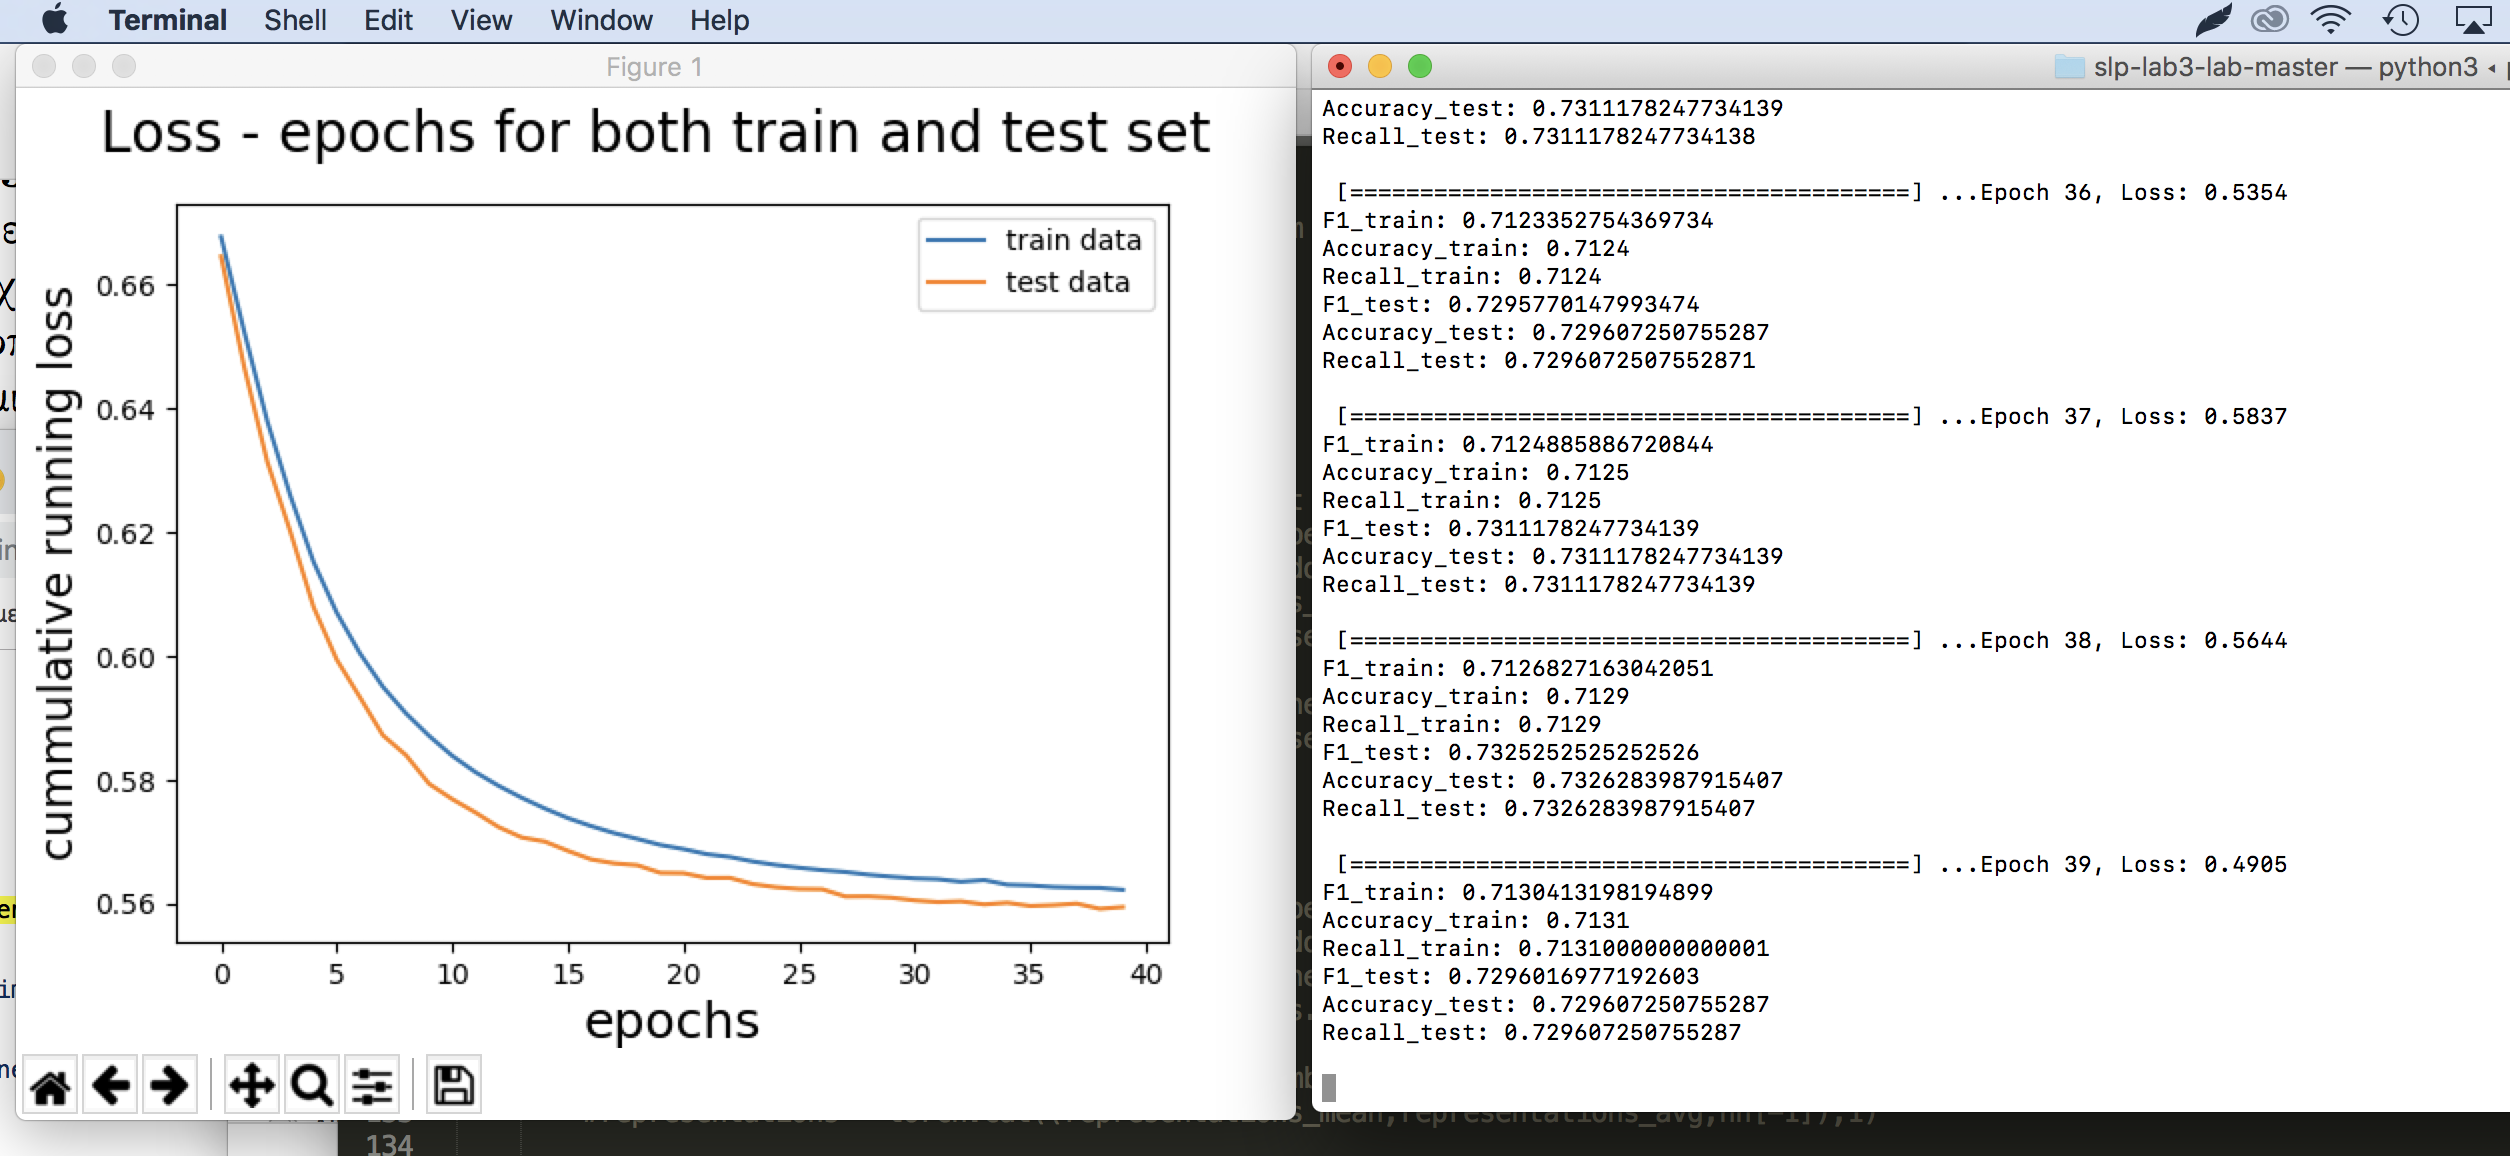 Terminal Shell Edit View Window Help
Figure 1
Loss - epochs for both train and test set
train data
test data
cummulative running loss
0.66
0.64
0.62
0.60
0.58
0.56
0 5 10 15 20 25 30 35 40
epochs
slp-lab3-lab-master — python3
Accuracy_test: 0.7311178247734139
Recall_test: 0.7311178247734138
[========================================] ...Epoch 36, Loss: 0.5354
F1_train: 0.7123352754369734
Accuracy_train: 0.7124
Recall_train: 0.7124
F1_test: 0.7295770147993474
Accuracy_test: 0.729607250755287
Recall_test: 0.7296072507552871
[========================================] ...Epoch 37, Loss: 0.5837
F1_train: 0.7124885886720844
Accuracy_train: 0.7125
Recall_train: 0.7125
F1_test: 0.7311178247734139
Accuracy_test: 0.7311178247734139
Recall_test: 0.7311178247734139
[========================================] ...Epoch 38, Loss: 0.5644
F1_train: 0.7126827163042051
Accuracy_train: 0.7129
Recall_train: 0.7129
F1_test: 0.7325252525252526
Accuracy_test: 0.7326283987915407
Recall_test: 0.7326283987915407
[========================================] ...Epoch 39, Loss: 0.4905
F1_train: 0.7130413198194899
Accuracy_train: 0.7131
Recall_train: 0.7131000000000001
F1_test: 0.7296016977192603
Accuracy_test: 0.729607250755287
Recall_test: 0.729607250755287
134